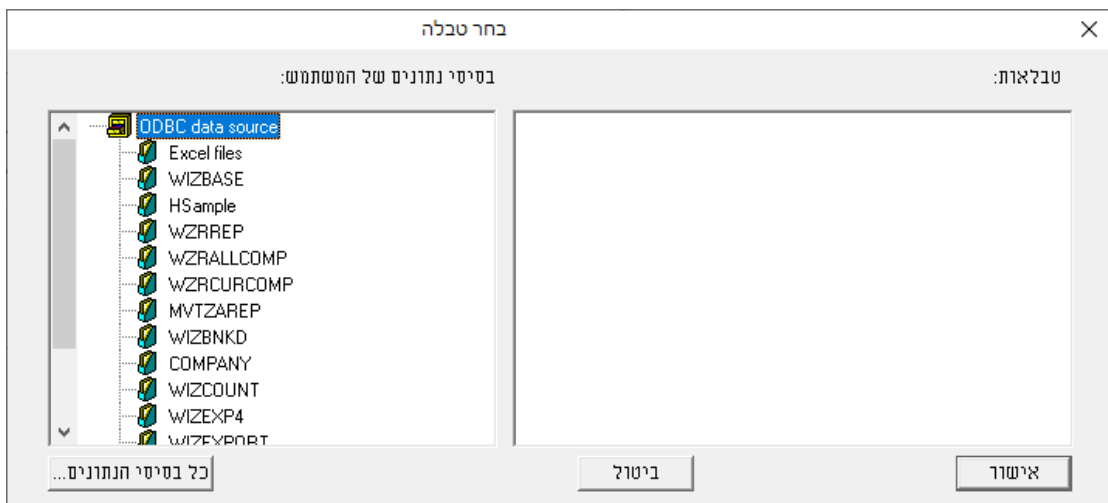 בחר טבלה
טבלאות:
בסיסי נתונים של המשתמש:
ODBC data source
Excel files
WIZBASE
HSample
WZRREP
WZRALLCOMP
WZRCURCOMP
MVTZAREP
WIZBNKD
COMPANY
WIZCOUNT
WIZEXP4
WIZEXPORT
אישור
ביטול
כל בסיסי הנתונים...